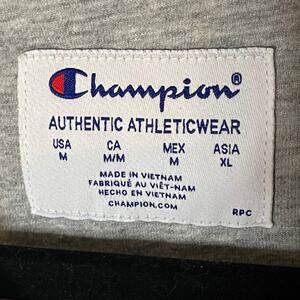 Champion®
AUTHENTIC ATHLETICWEAR
USA CA MEX ASIA
M M/M M XL
MADE IN VIETNAM
FABRIQUÉ AU VIÊT-NAM
HECHO EN VIETNAM
CHAMPION.COM
RPC